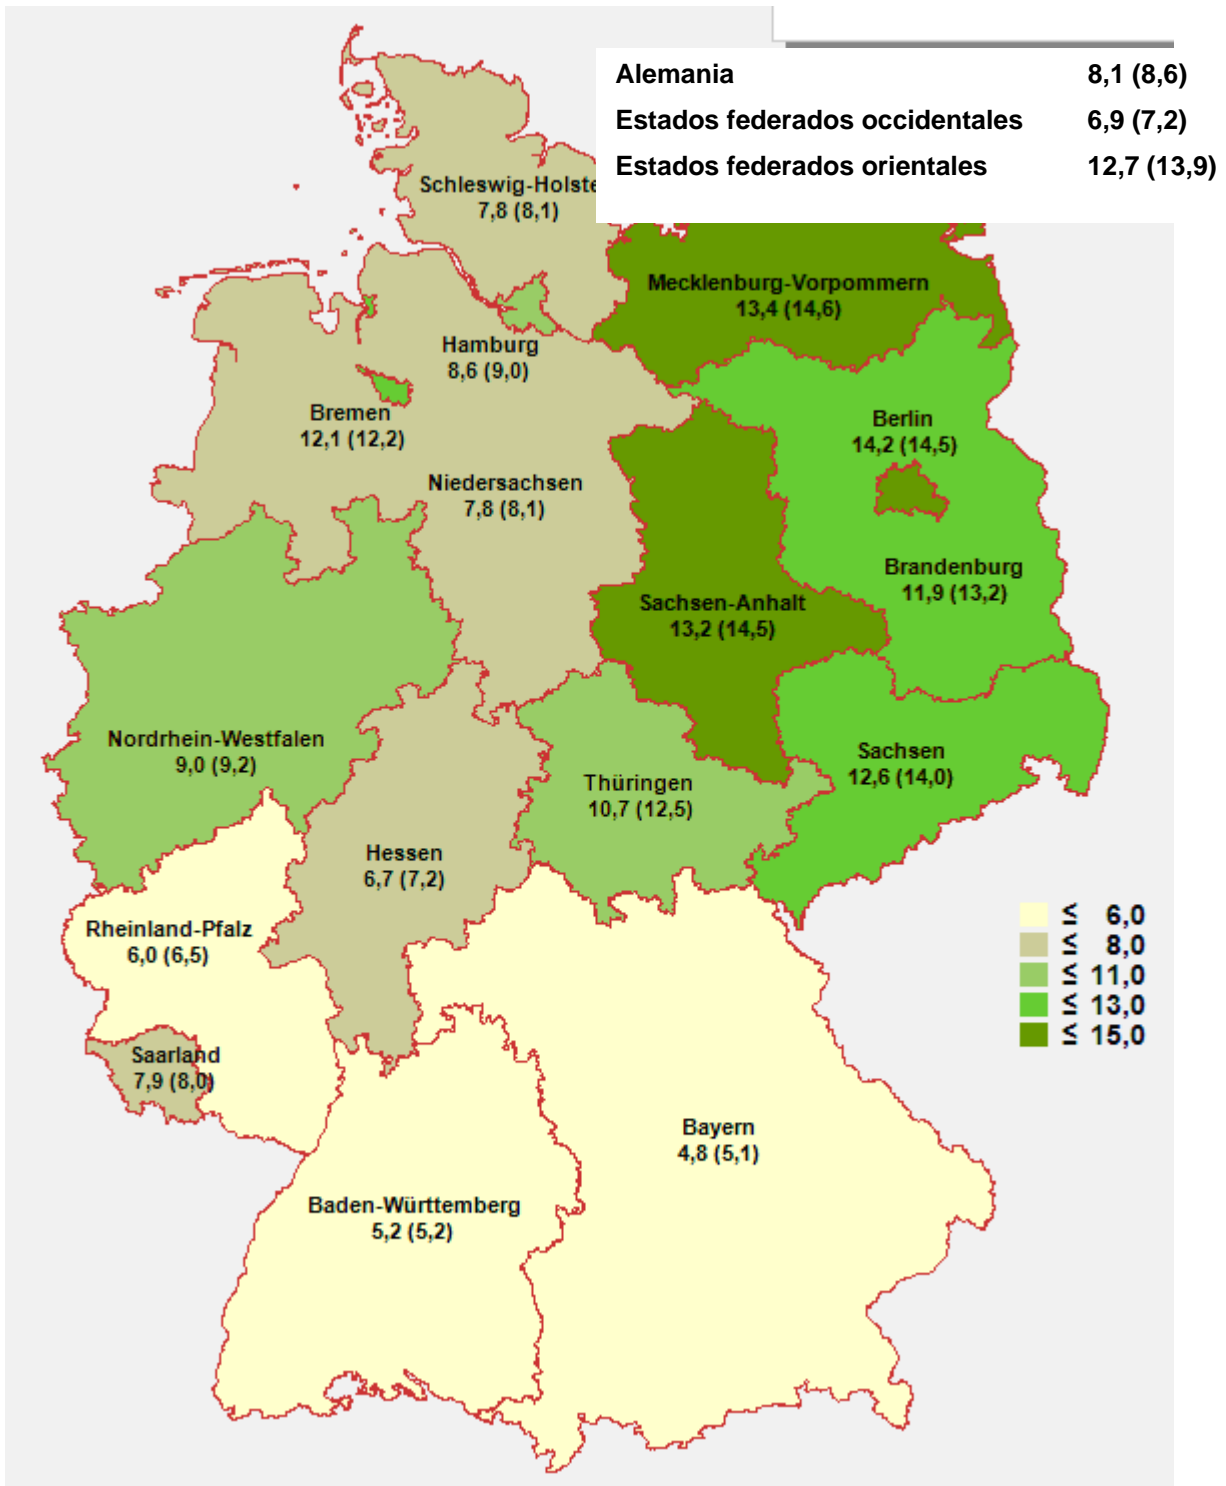 Alemania 8,1 (8,6)
Estados federados occidentales 6,9 (7,2)
Estados federados orientales 12,7 (13,9)
Schleswig-Holste
7,8 (8,1)
Mecklenburg-Vorpommern
13,4 (14,6)
Hamburg
8,6 (9,0)
Bremen
12,1 (12,2)
Berlin
14,2 (14,5)
Niedersachsen
7,8 (8,1)
Brandenburg
11,9 (13,2)
Sachsen-Anhalt
13,2 (14,5)
Nordrhein-Westfalen
9,0 (9,2)
Sachsen
12,6 (14,0)
Thüringen
10,7 (12,5)
Hessen
6,7 (7,2)
Rheinland-Pfalz
6,0 (6,5)
≤ 6,0
≤ 8,0
≤ 11,0
≤ 13,0
≤ 15,0
Saarland
7,9 (8,0)
Bayern
4,8 (5,1)
Baden-Württemberg
5,2 (5,2)